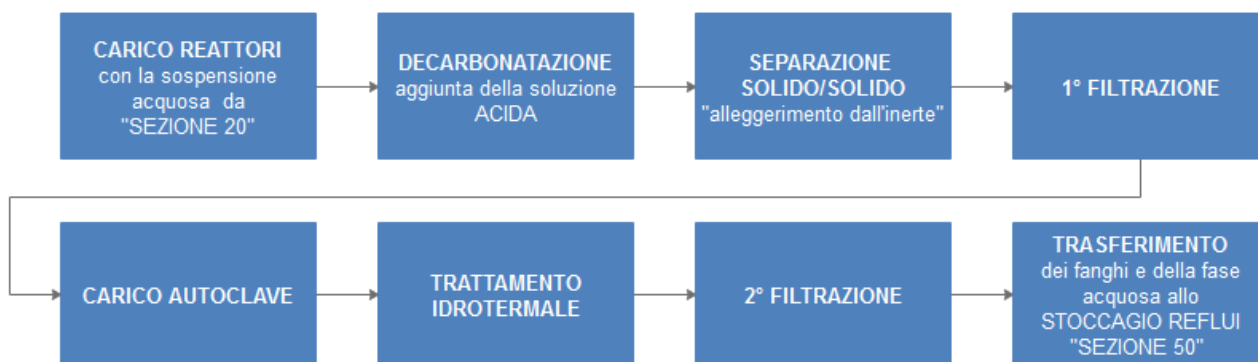 CARICO REATTORI
con la sospensione
acquosa da
"SEZIONE 20"
DECARBONATAZIONE
aggiunta della soluzione
ACIDA
SEPARAZIONE
SOLIDO/SOLIDO
"alleggerimento dall'inerte"
1° FILTRAZIONE
CARICO AUTOCLAVE
TRATTAMENTO
IDROTERMALE
2° FILTRAZIONE
TRASFERIMENTO
dei fanghi e della fase
acquosa allo
STOCCAGIO REFLUI
"SEZIONE 50"